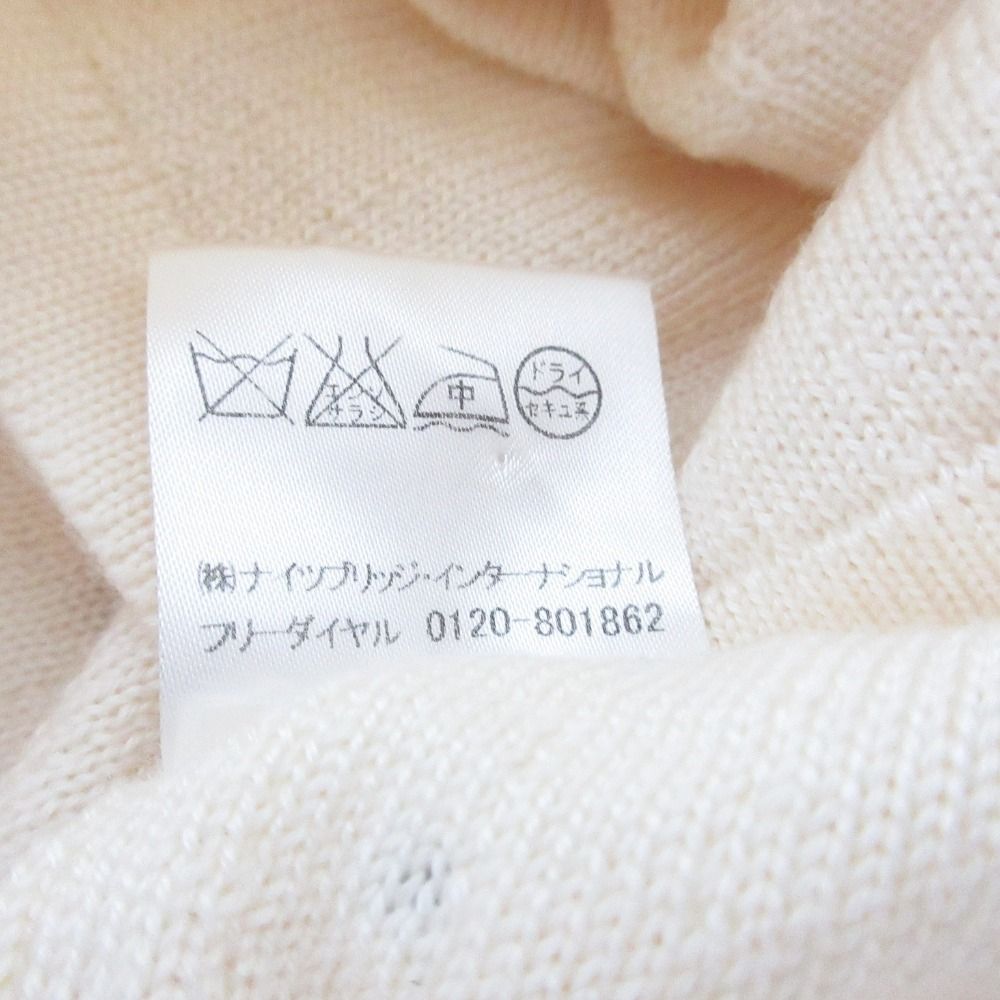 エンソ サラシ 中 ドライ セキユ系
㈱ナイツブリッジ・インターナショナル
フリーダイヤル 0120-801862